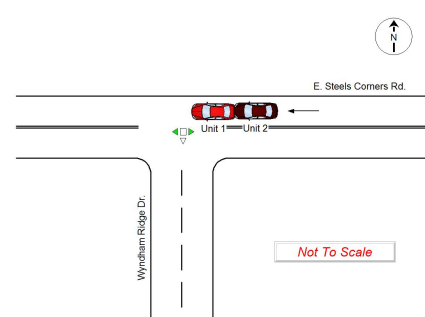 N
E. Steels Corners Rd.
Unit 1 Unit 2
Wyndham Ridge Dr.
Not To Scale